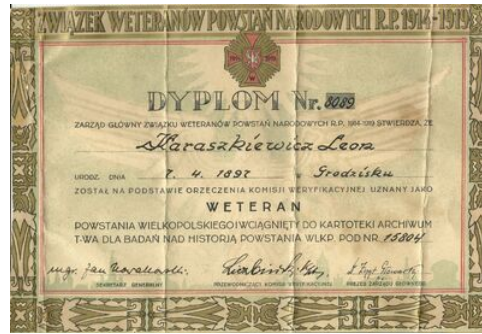 ZWIĄZEK WETERANÓW POWSTAŃ NARODOWYCH R.P. 1914-1919
DYPLOM Nr. 8089
ZARZĄD GŁÓWNY ZWIĄZKU WETERANÓW POWSTAŃ NARODOWYCH R.P. 1914-1919 STWIERDZA, ŻE
Karaszkiewicz Leon
URODZ. DNIA 7. 4. 1897 w Grodzisku
ZOSTAŁ NA PODSTAWIE ORZECZENIA KOMISJI WERYFIKACYJNEJ UZNANY JAKO
WETERAN
POWSTANIA WIELKOPOLSKIEGO I WCIĄGNIĘTY DO KARTOTEKI ARCHIWUM
T-WA DLA BADAŃ NAD HISTORJĄ POWSTANIA WLKP. POD NR. 15804
mgr. Jan
SEKRETARZ GENERALNY PRZEWODNICZĄCY KOMISJI WERYFIKACYJNEJ PREZES ZARZĄDU GŁÓWNEGO